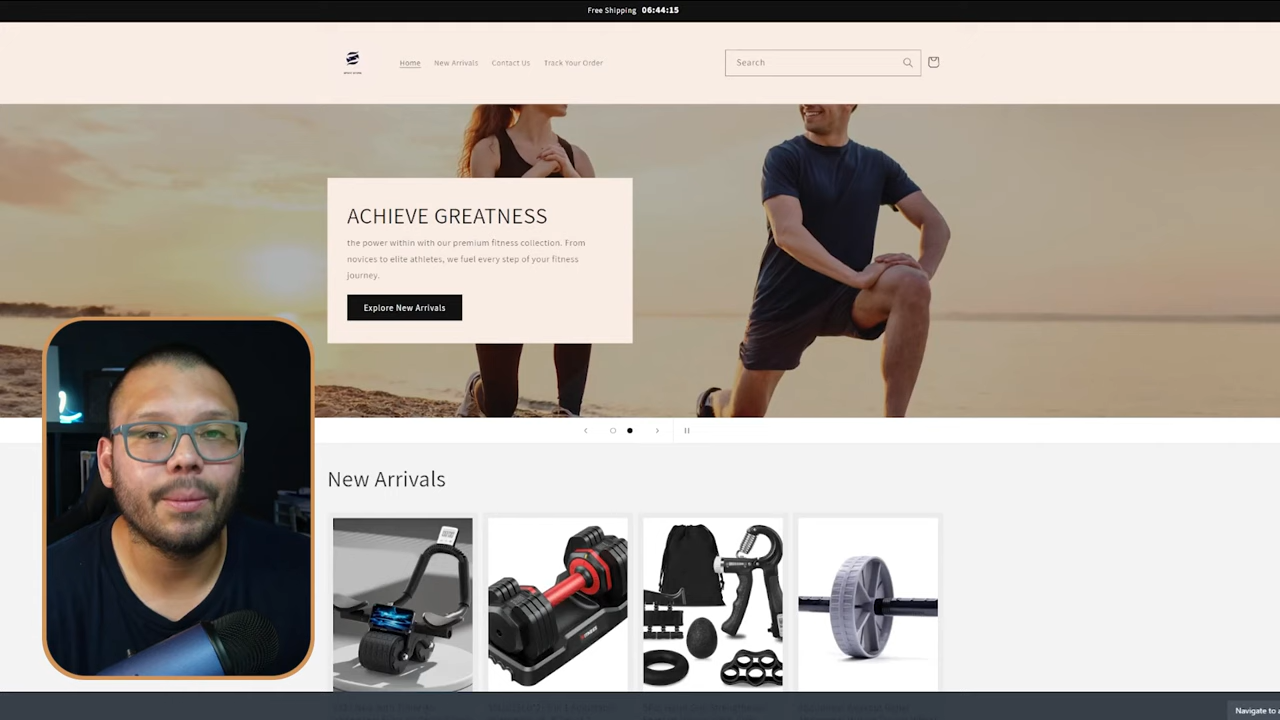 Free Shipping 06:44:15
Home New Arrivals Contact Us Track Your Order
Search
ACHIEVE GREATNESS
the power within with our premium fitness collection. From
novices to elite athletes, we fuel every step of your fitness
journey.
Explore New Arrivals
New Arrivals
Navigate to a